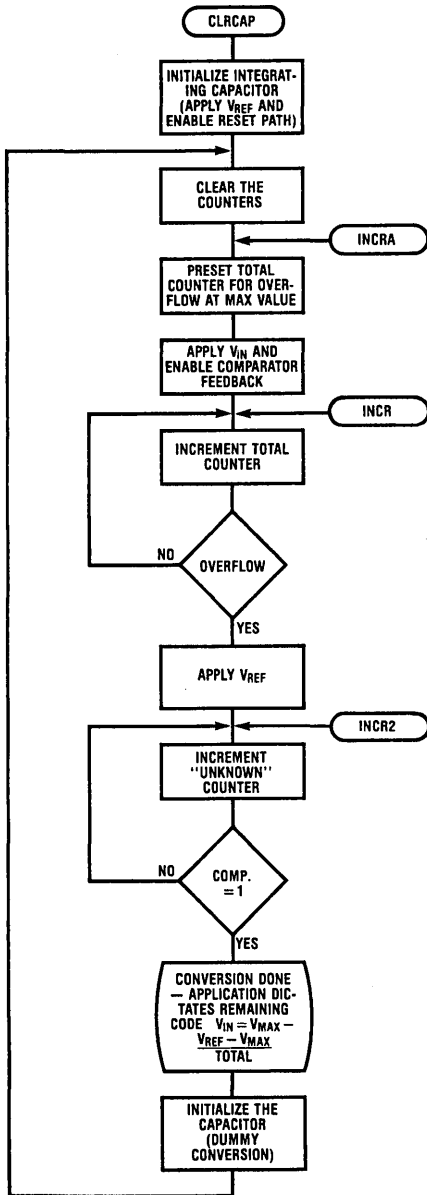 CLRCAP
INITIALIZE INTEGRAT-
ING CAPACITOR
(APPLY VREF AND
ENABLE RESET PATH)
CLEAR THE
COUNTERS
INCRA
PRESET TOTAL
COUNTER FOR OVER-
FLOW AT MAX VALUE
APPLY VIN AND
ENABLE COMPARATOR
FEEDBACK
INCR
INCREMENT TOTAL
COUNTER
NO
OVERFLOW
YES
APPLY VREF
INCR2
INCREMENT
"UNKNOWN"
COUNTER
NO
COMP.
=1
YES
CONVERSION DONE
— APPLICATION DIC-
TATES REMAINING
CODE VIN = VMAX –
VREF – VMAX
TOTAL
INITIALIZE THE
CAPACITOR
(DUMMY
CONVERSION)